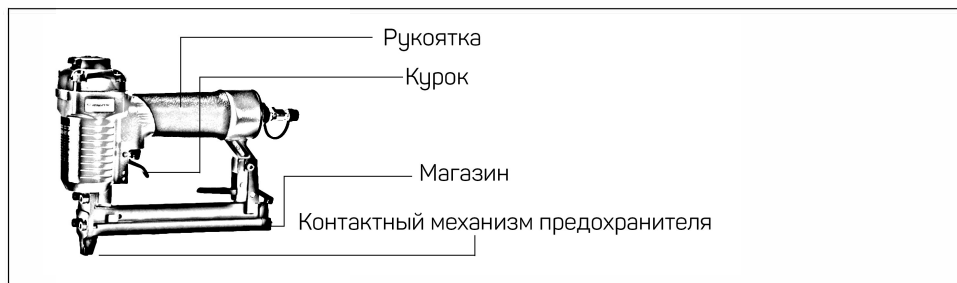 Рукоятка
Курок
Магазин
Контактный механизм предохранителя